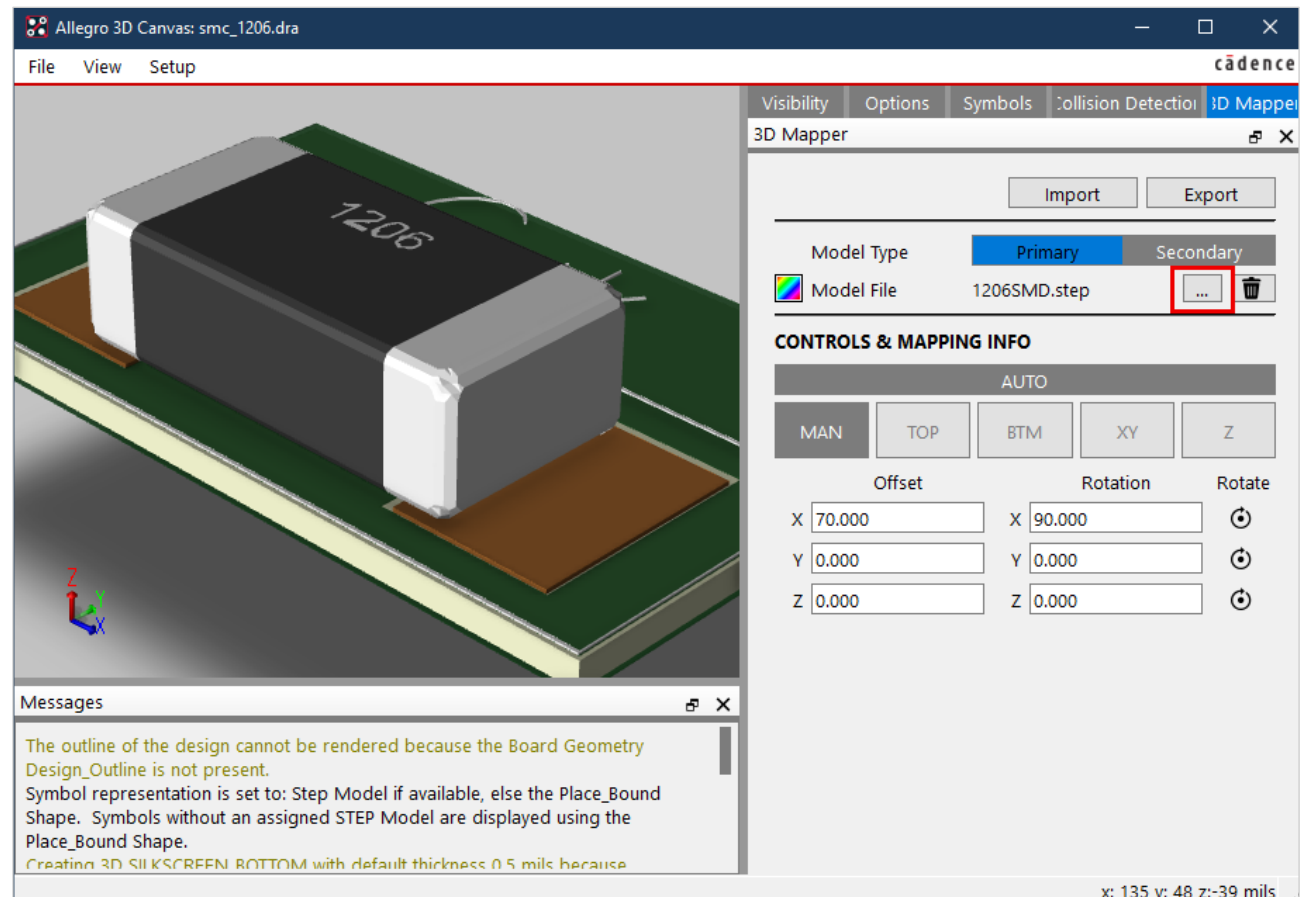 Allegro 3D Canvas: smc_1206.dra
File View Setup
cādence
Visibility Options Symbols Collision Detection 3D Mapper
3D Mapper
Import Export
Model Type Primary Secondary
Model File 1206SMD.step ...
CONTROLS & MAPPING INFO
AUTO
MAN TOP BTM XY Z
Offset Rotation Rotate
X 70.000 X 90.000
Y 0.000 Y 0.000
Z 0.000 Z 0.000
1206
Z
Y
X
Messages
The outline of the design cannot be rendered because the Board Geometry
Design_Outline is not present.
Symbol representation is set to: Step Model if available, else the Place_Bound
Shape. Symbols without an assigned STEP Model are displayed using the
Place_Bound Shape.
Creating 3D SILKSCREEN_BOTTOM with default thickness 0.5 mils because
x: 135 y: 48 z:-39 mils